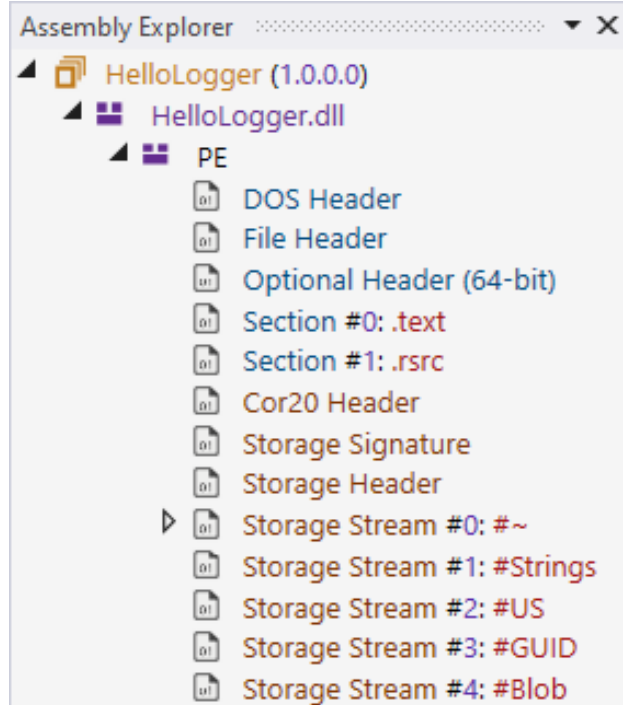 Assembly Explorer
HelloLogger (1.0.0.0)
HelloLogger.dll
PE
DOS Header
File Header
Optional Header (64-bit)
Section #0: .text
Section #1: .rsrc
Cor20 Header
Storage Signature
Storage Header
Storage Stream #0: #~
Storage Stream #1: #Strings
Storage Stream #2: #US
Storage Stream #3: #GUID
Storage Stream #4: #Blob